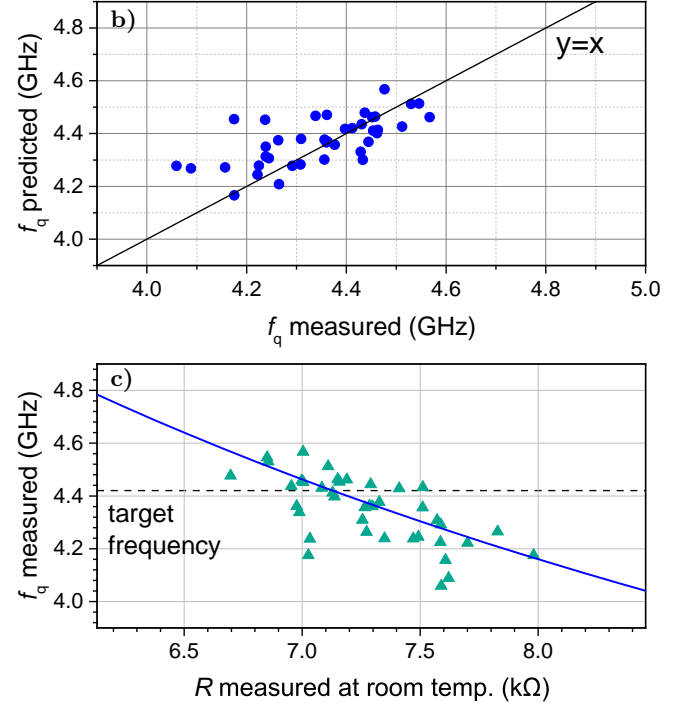 b)
y=x
f_q predicted (GHz)
4.8
4.6
4.4
4.2
4.0
4.0 4.2 4.4 4.6 4.8 5.0
f_q measured (GHz)
c)
f_q measured (GHz)
4.8
4.6
4.4
4.2
4.0
target
frequency
6.5 7.0 7.5 8.0
R measured at room temp. (kΩ)